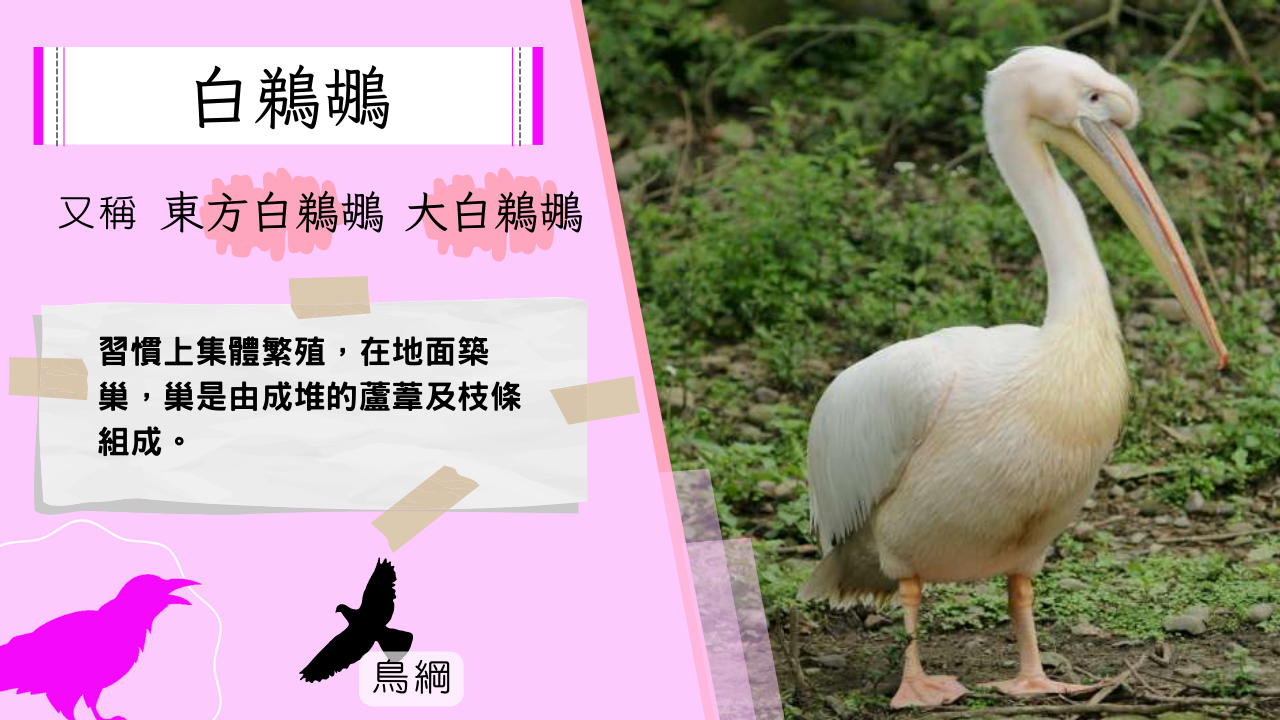 白鵜鶘
又稱 東方白鵜鶘 大白鵜鶘
習慣上集體繁殖，在地面築
巢，巢是由成堆的蘆葦及枝條
組成。
鳥綱